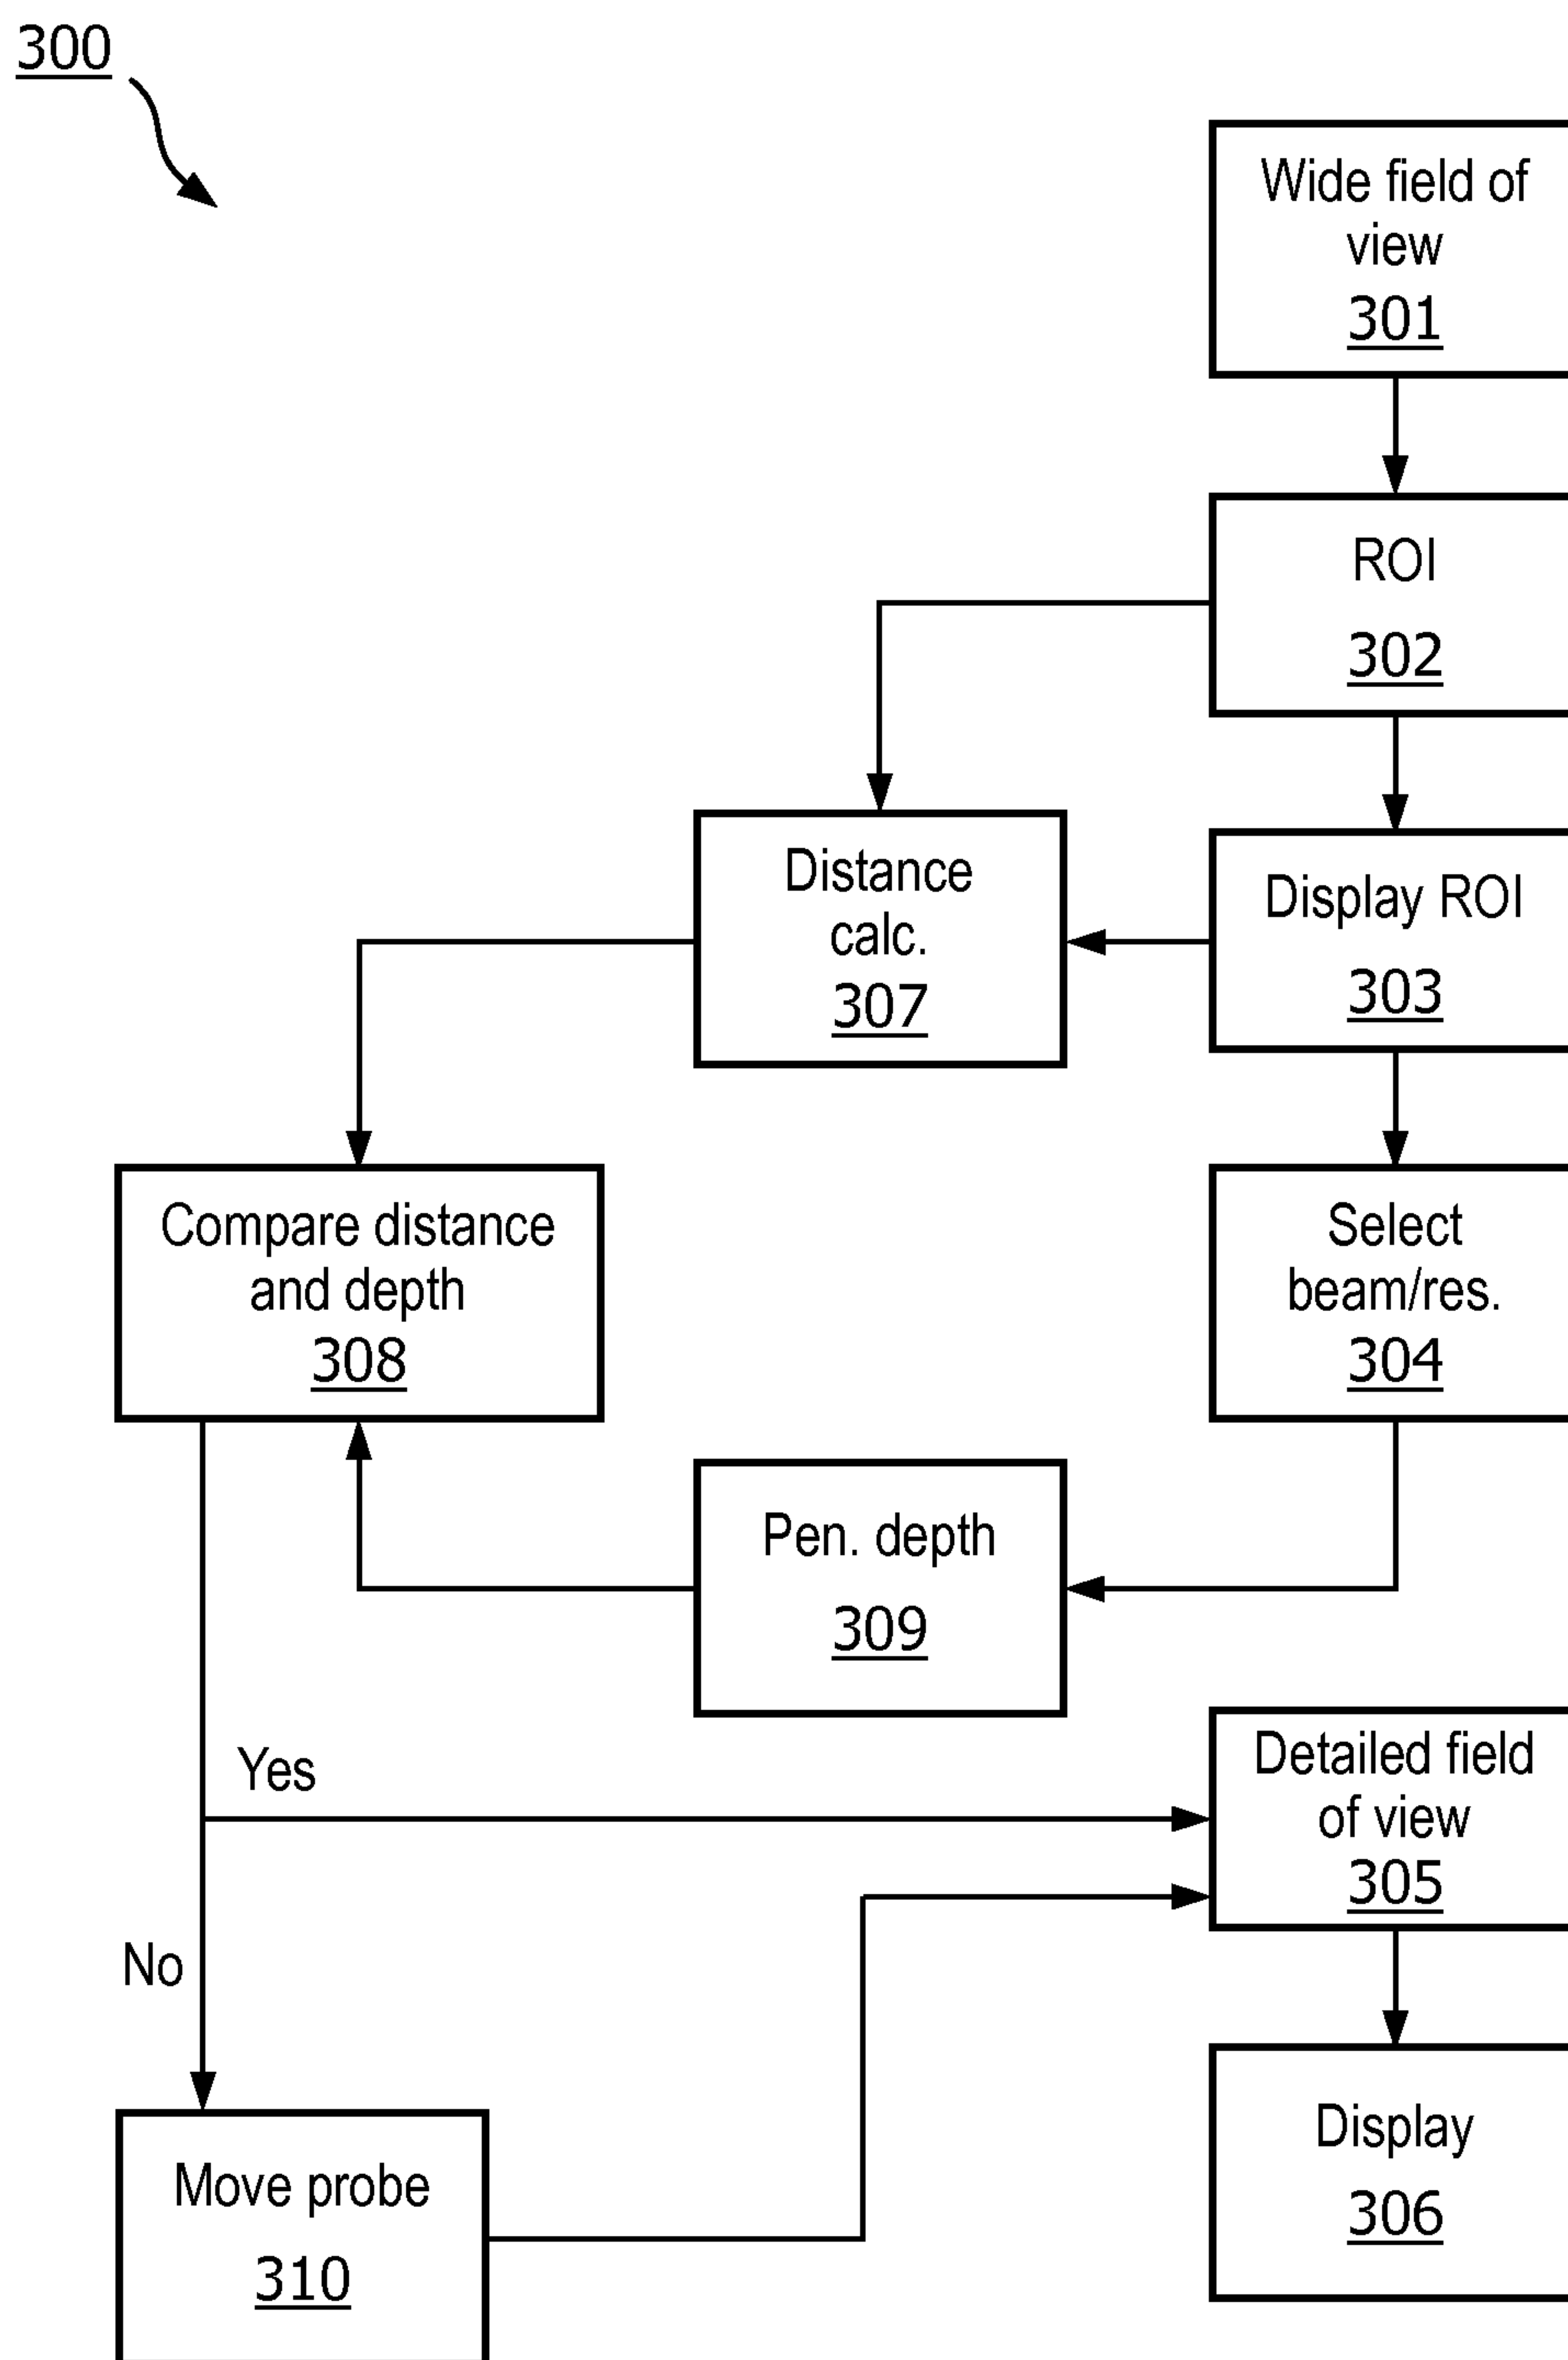 300
Wide field of
view
301
ROI
302
Distance
calc.
307
Display ROI
303
Compare distance
and depth
308
Select
beam/res.
304
Pen. depth
309
Yes
Detailed field
of view
305
No
Move probe
310
Display
306